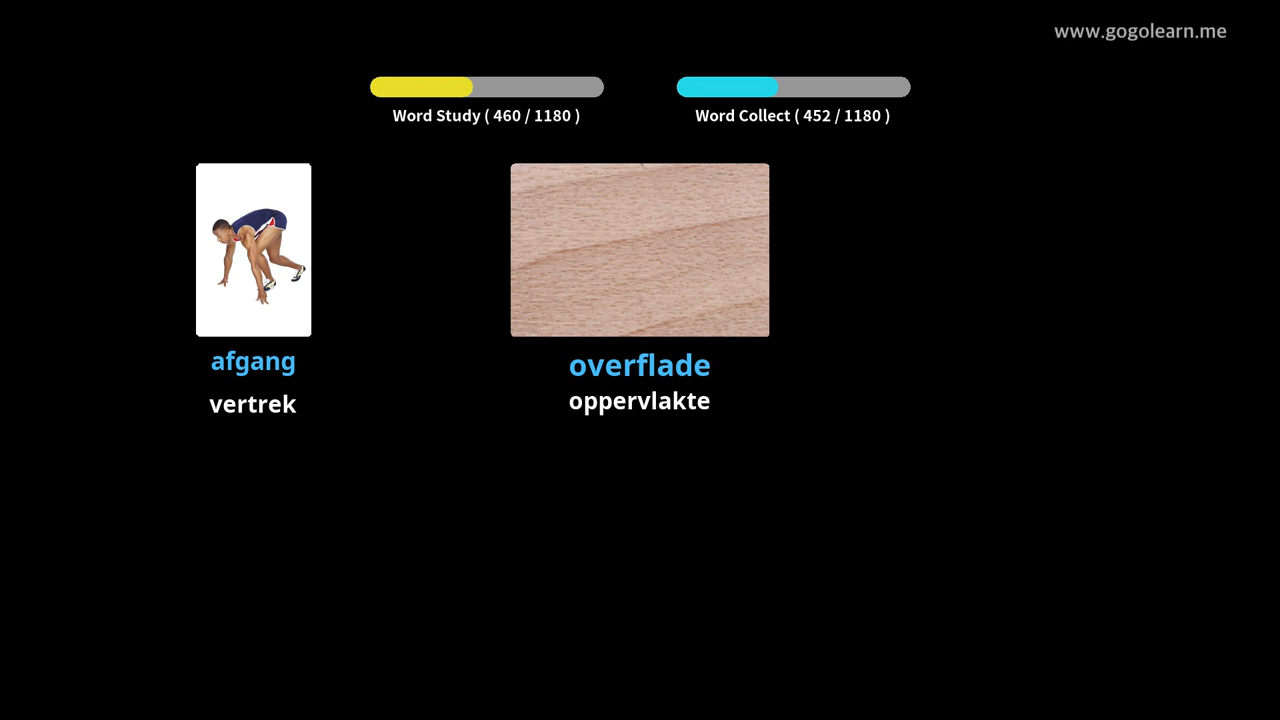 www.gogolearn.me
Word Study ( 460 / 1180 )
Word Collect ( 452 / 1180 )
afgang
vertrek
overflade
oppervlakte